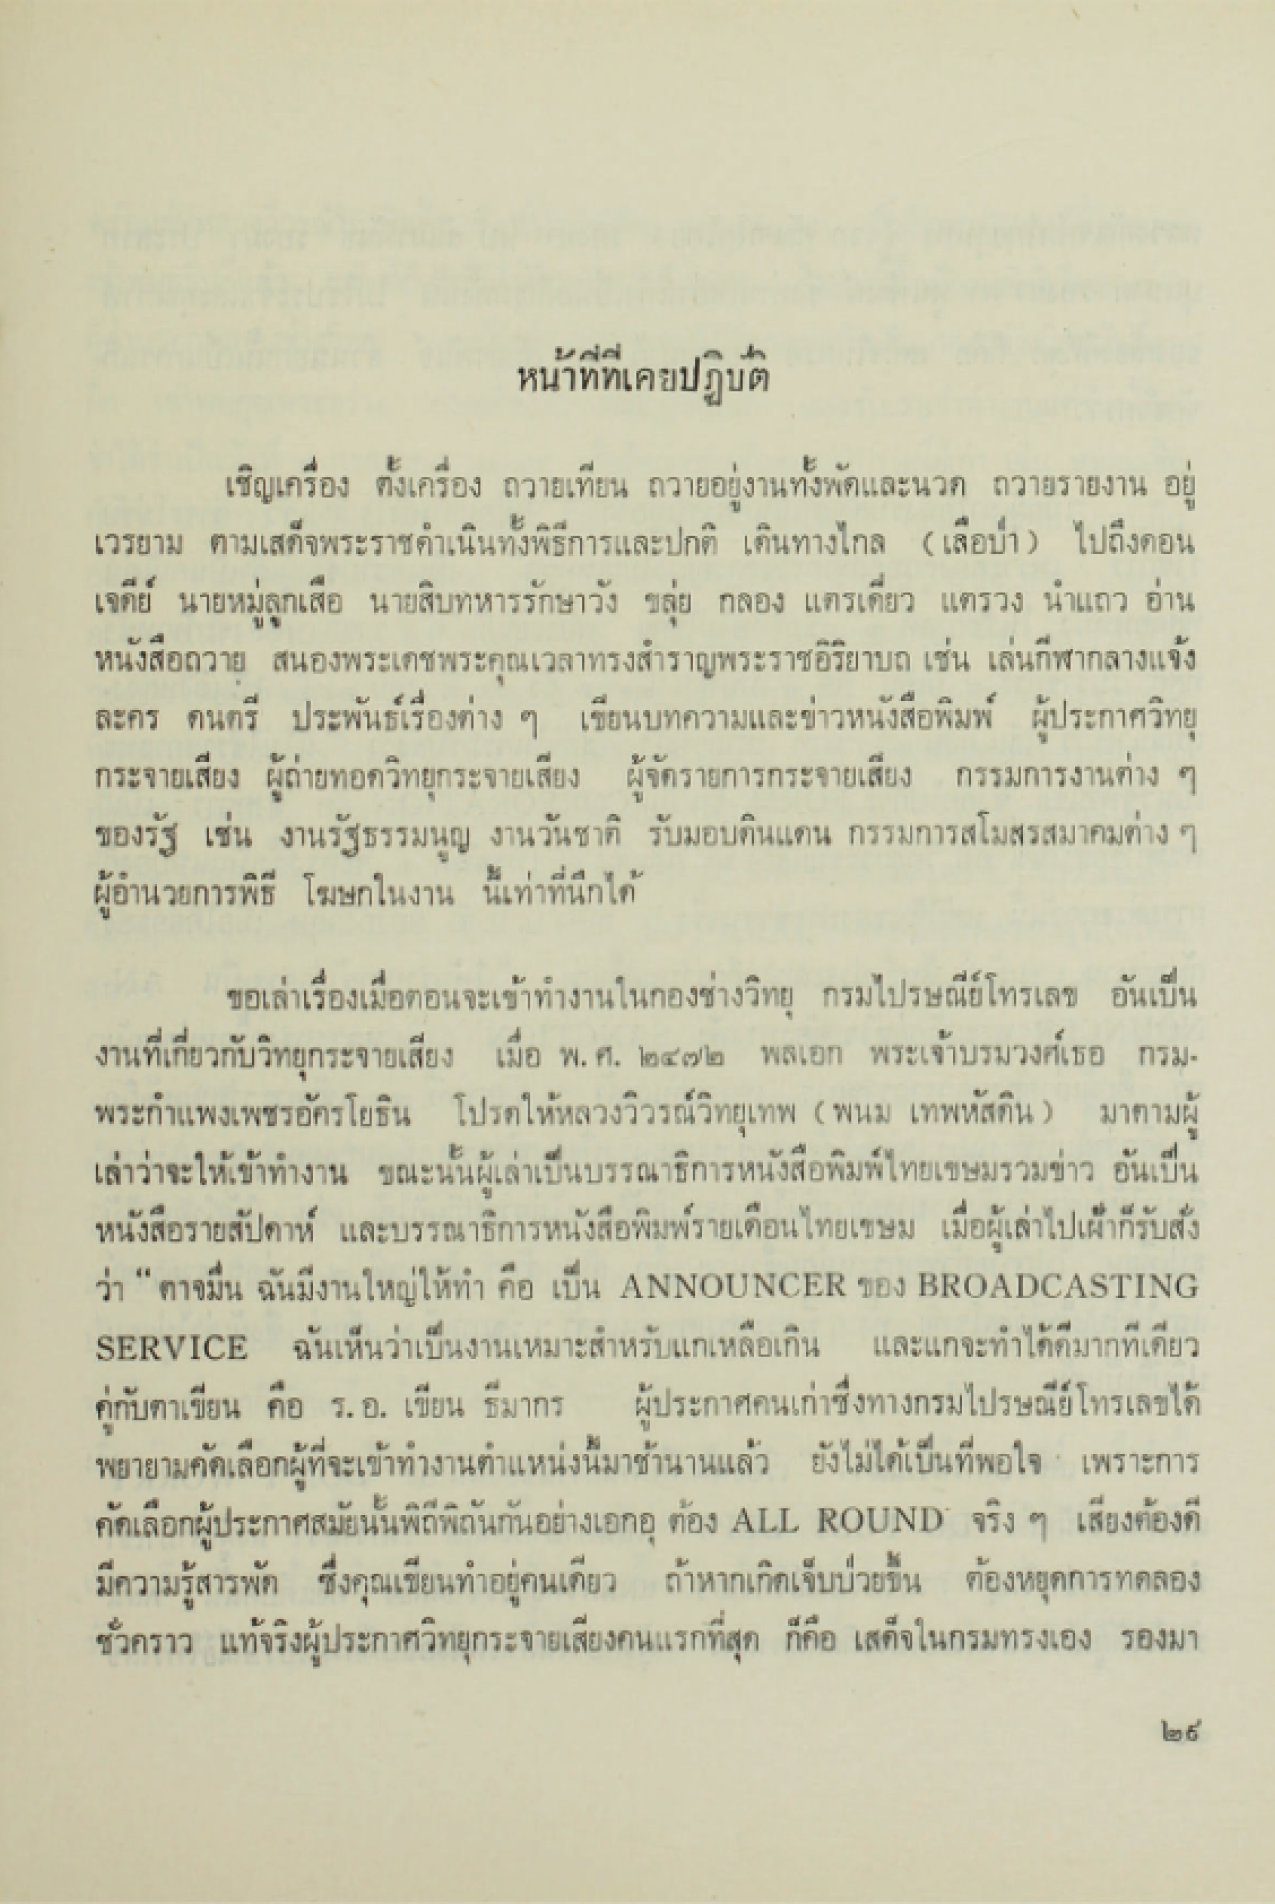 หน้าที่ที่เคยปฏิบัติ
เชิญเครื่อง ตั้งเครื่อง ถวายเทียน ถวายอยู่งานทั้งพัดและนวด ถวายรายงาน อยู่
เวรยาม ตามเสด็จพระราชดำเนินทั้งพิธีการและปกติ เดินทางไกล (เสือป่า) ไปถึงดอน
เจดีย์ นายหมู่ลูกเสือ นายสิบทหารรักษาวัง ขลุ่ย กลอง แตรเดี่ยว แตรวง นำแถว อ่าน
หนังสือถวาย สนองพระเดชพระคุณเวลาทรงสำราญพระราชอิริยาบถ เช่น เล่นกีฬากลางแจ้ง
ละคร ดนตรี ประพันธ์เรื่องต่าง ๆ เขียนบทความและข่าวหนังสือพิมพ์ ผู้ประกาศวิทยุ
กระจายเสียง ผู้ถ่ายทอดวิทยุกระจายเสียง ผู้จัดรายการกระจายเสียง กรรมการงานต่าง ๆ
ของรัฐ เช่น งานรัฐธรรมนูญ งานวันชาติ รับมอบดินแดน กรรมการสโมสรสมาคมต่าง ๆ
ผู้อำนวยการพิธี โฆษกในงาน นี้เท่าที่นึกได้
ขอเล่าเรื่องเมื่อตอนจะเข้าทำงานในกองช่างวิทยุ กรมไปรษณีย์โทรเลข อันเป็น
งานที่เกี่ยวกับวิทยุกระจายเสียง เมื่อ พ.ศ. ๒๔๗๒ พลเอก พระเจ้าบรมวงศ์เธอ กรม-
พระกำแพงเพชรอัครโยธิน โปรดให้หลวงวิวรณ์วิทยุเทพ (พนม เทพหัสดิน) มาตามผู้
เล่าว่าจะให้เข้าทำงาน ขณะนั้นผู้เล่าเป็นบรรณาธิการหนังสือพิมพ์ไทยเขษมรวมข่าว อันเป็น
หนังสือรายสัปดาห์ และบรรณาธิการหนังสือพิมพ์รายเดือนไทยเขษม เมื่อผู้เล่าไปเฝ้าก็รับสั่ง
ว่า "ตาจมื่น ฉันมีงานใหญ่ให้ทำ คือ เป็น ANNOUNCER ของ BROADCASTING
SERVICE ฉันเห็นว่าเป็นงานเหมาะสำหรับแกเหลือเกิน และแกจะทำได้ดีมากทีเดียว
คู่กับตาเขียน คือ ร.อ. เขียน ธีมากร ผู้ประกาศคนเก่าซึ่งทางกรมไปรษณีย์โทรเลขได้
พยายามคัดเลือกผู้ที่จะเข้าทำงานตำแหน่งนี้มาช้านานแล้ว ยังไม่ได้เป็นที่พอใจ เพราะการ
คัดเลือกผู้ประกาศสมัยนั้นพิถีพิถันกันอย่างเอกอุ ต้อง ALL ROUND จริง ๆ เสียงต้องดี
มีความรู้สารพัด ซึ่งคุณเขียนทำอยู่คนเดียว ถ้าหากเกิดเจ็บป่วยขึ้น ต้องหยุดการทดลอง
ชั่วคราว แท้จริงผู้ประกาศวิทยุกระจายเสียงคนแรกที่สุด ก็คือ เสด็จในกรมทรงเอง รองมา
๒๙